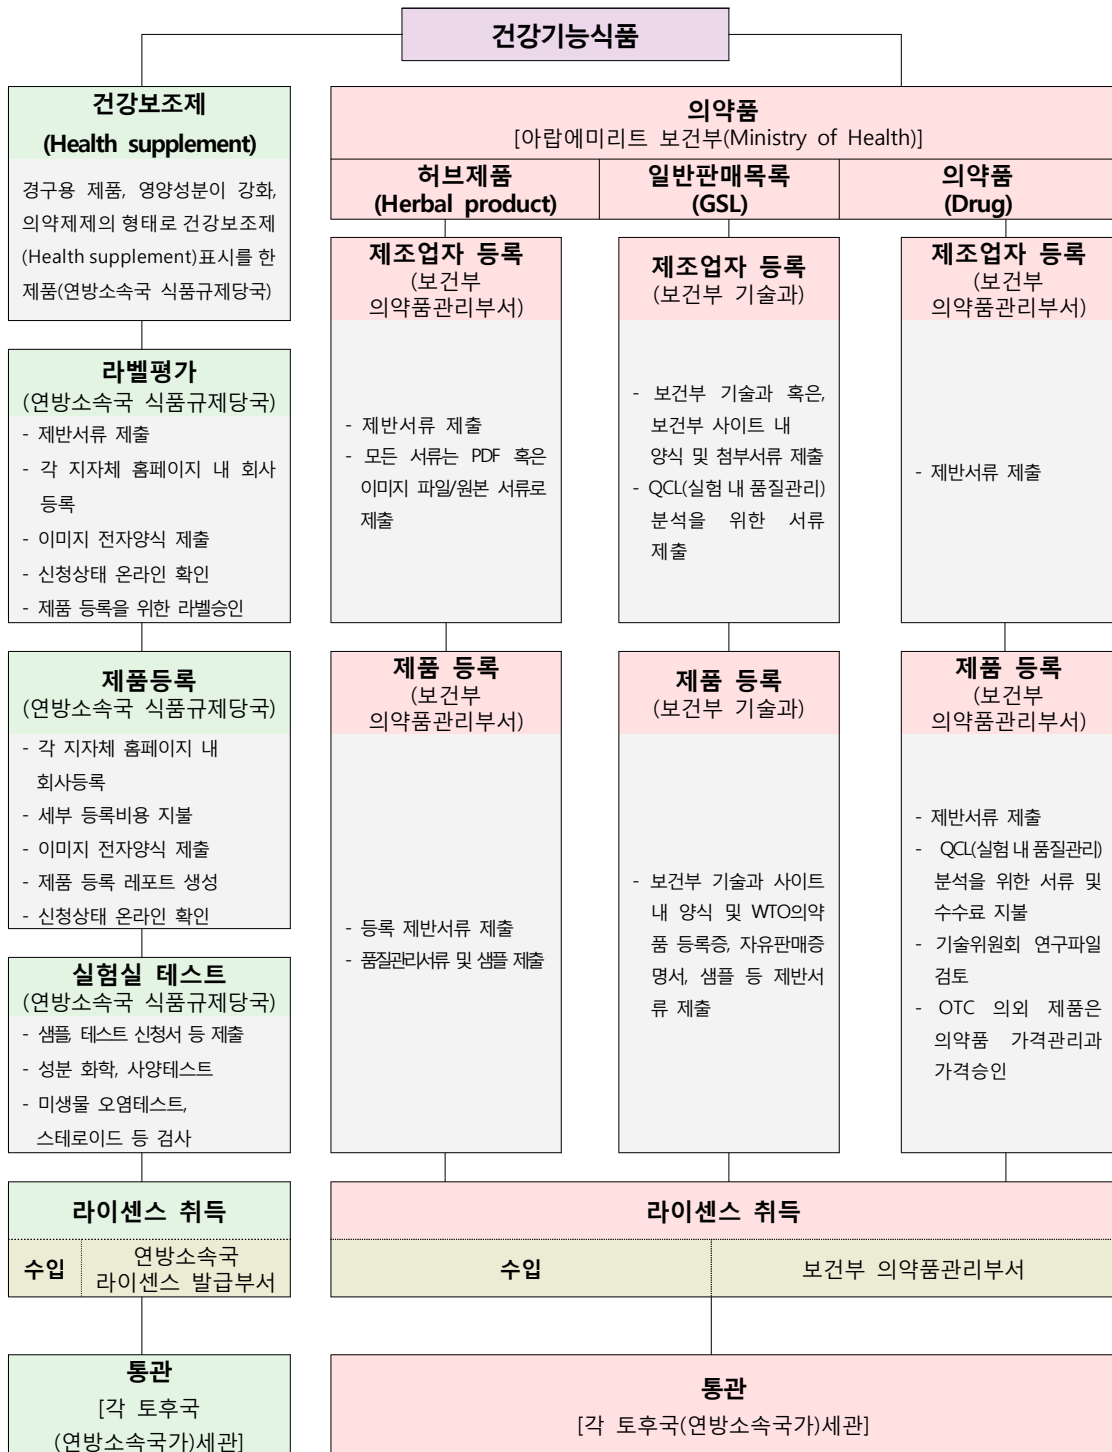 건강기능식품
건강보조제
(Health supplement)
경구용 제품, 영양성분이 강화,
의약제제의 형태로 건강보조제
(Health supplement)표시를 한
제품(연방소속국 식품규제당국)
라벨평가
(연방소속국 식품규제당국)
- 제반서류 제출
- 각 지자체 홈페이지 내 회사
등록
- 이미지 전자양식 제출
- 신청상태 온라인 확인
- 제품 등록을 위한 라벨승인
제품등록
(연방소속국 식품규제당국)
- 각 지자체 홈페이지 내
회사등록
- 세부 등록비용 지불
- 이미지 전자양식 제출
- 제품 등록 레포트 생성
- 신청상태 온라인 확인
실험실 테스트
(연방소속국 식품규제당국)
- 샘플, 테스트 신청서 등 제출
- 성분 화학, 사양테스트
- 미생물 오염테스트,
스테로이드 등 검사
라이센스 취득
수입
연방소속국
라이센스 발급부서
통관
[각 토후국
(연방소속국가)세관]
의약품
[아랍에미리트 보건부(Ministry of Health)]
허브제품
(Herbal product)
제조업자 등록
(보건부
의약품관리부서)
- 제반서류 제출
- 모든 서류는 PDF 혹은
이미지 파일/원본 서류로
제출
제품 등록
(보건부
의약품관리부서)
- 등록 제반서류 제출
- 품질관리서류 및 샘플 제출
일반판매목록
(GSL)
제조업자 등록
(보건부 기술과)
- 보건부 기술과 혹은,
보건부 사이트 내
양식 및 첨부서류 제출
- QCL(실험 내 품질관리)
분석을 위한 서류
제출
제품 등록
(보건부 기술과)
- 보건부 기술과 사이트
내 양식 및 WTO의약
품 등록증, 자유판매증
명서, 샘플 등 제반서
류 제출
의약품
(Drug)
제조업자 등록
(보건부
의약품관리부서)
- 제반서류 제출
제품 등록
(보건부
의약품관리부서)
- 제반서류 제출
- QCL(실험 내 품질관리)
분석을 위한 서류 및
수수료 지불
- 기술위원회 연구파일
검토
- OTC 의외 제품은
의약품 가격관리과
가격승인
라이센스 취득
수입
보건부 의약품관리부서
통관
[각 토후국(연방소속국가)세관]